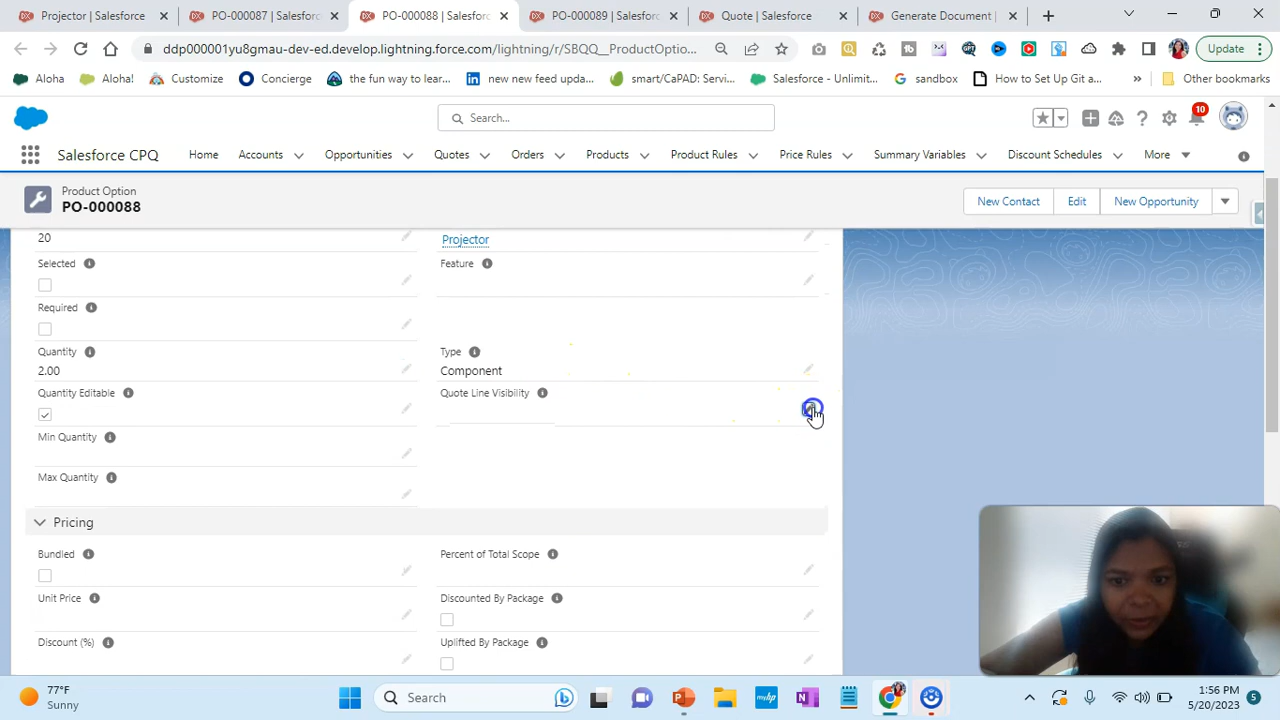 Projector | Salesforce
PO-000087 | Salesforc
PO-000088 | Salesforc
PO-000089 | Salesforc
Quote | Salesforce
Generate Document |
ddp000001yu8gmau-dev-ed.develop.lightning.force.com/lightning/r/SBQQ__ProductOptio...
Update
Aloha
Aloha!
Customize
Concierge
the fun way to lear...
new new feed upda...
smart/CaPAD: Servi...
Salesforce - Unlimit...
sandbox
How to Set Up Git a...
»
Other bookmarks
Search...
10
Salesforce CPQ
Home
Accounts
Opportunities
Quotes
Orders
Products
Product Rules
Price Rules
Summary Variables
Discount Schedules
More
Product Option
PO-000088
New Contact
Edit
New Opportunity
20
Projector
Selected
Feature
Required
Quantity
2.00
Type
Component
Quantity Editable
Quote Line Visibility
Min Quantity
Max Quantity
Pricing
Bundled
Percent of Total Scope
Unit Price
Discounted By Package
Discount (%)
Uplifted By Package
77°F
Sunny
Search
1:56 PM
5/20/2023
5